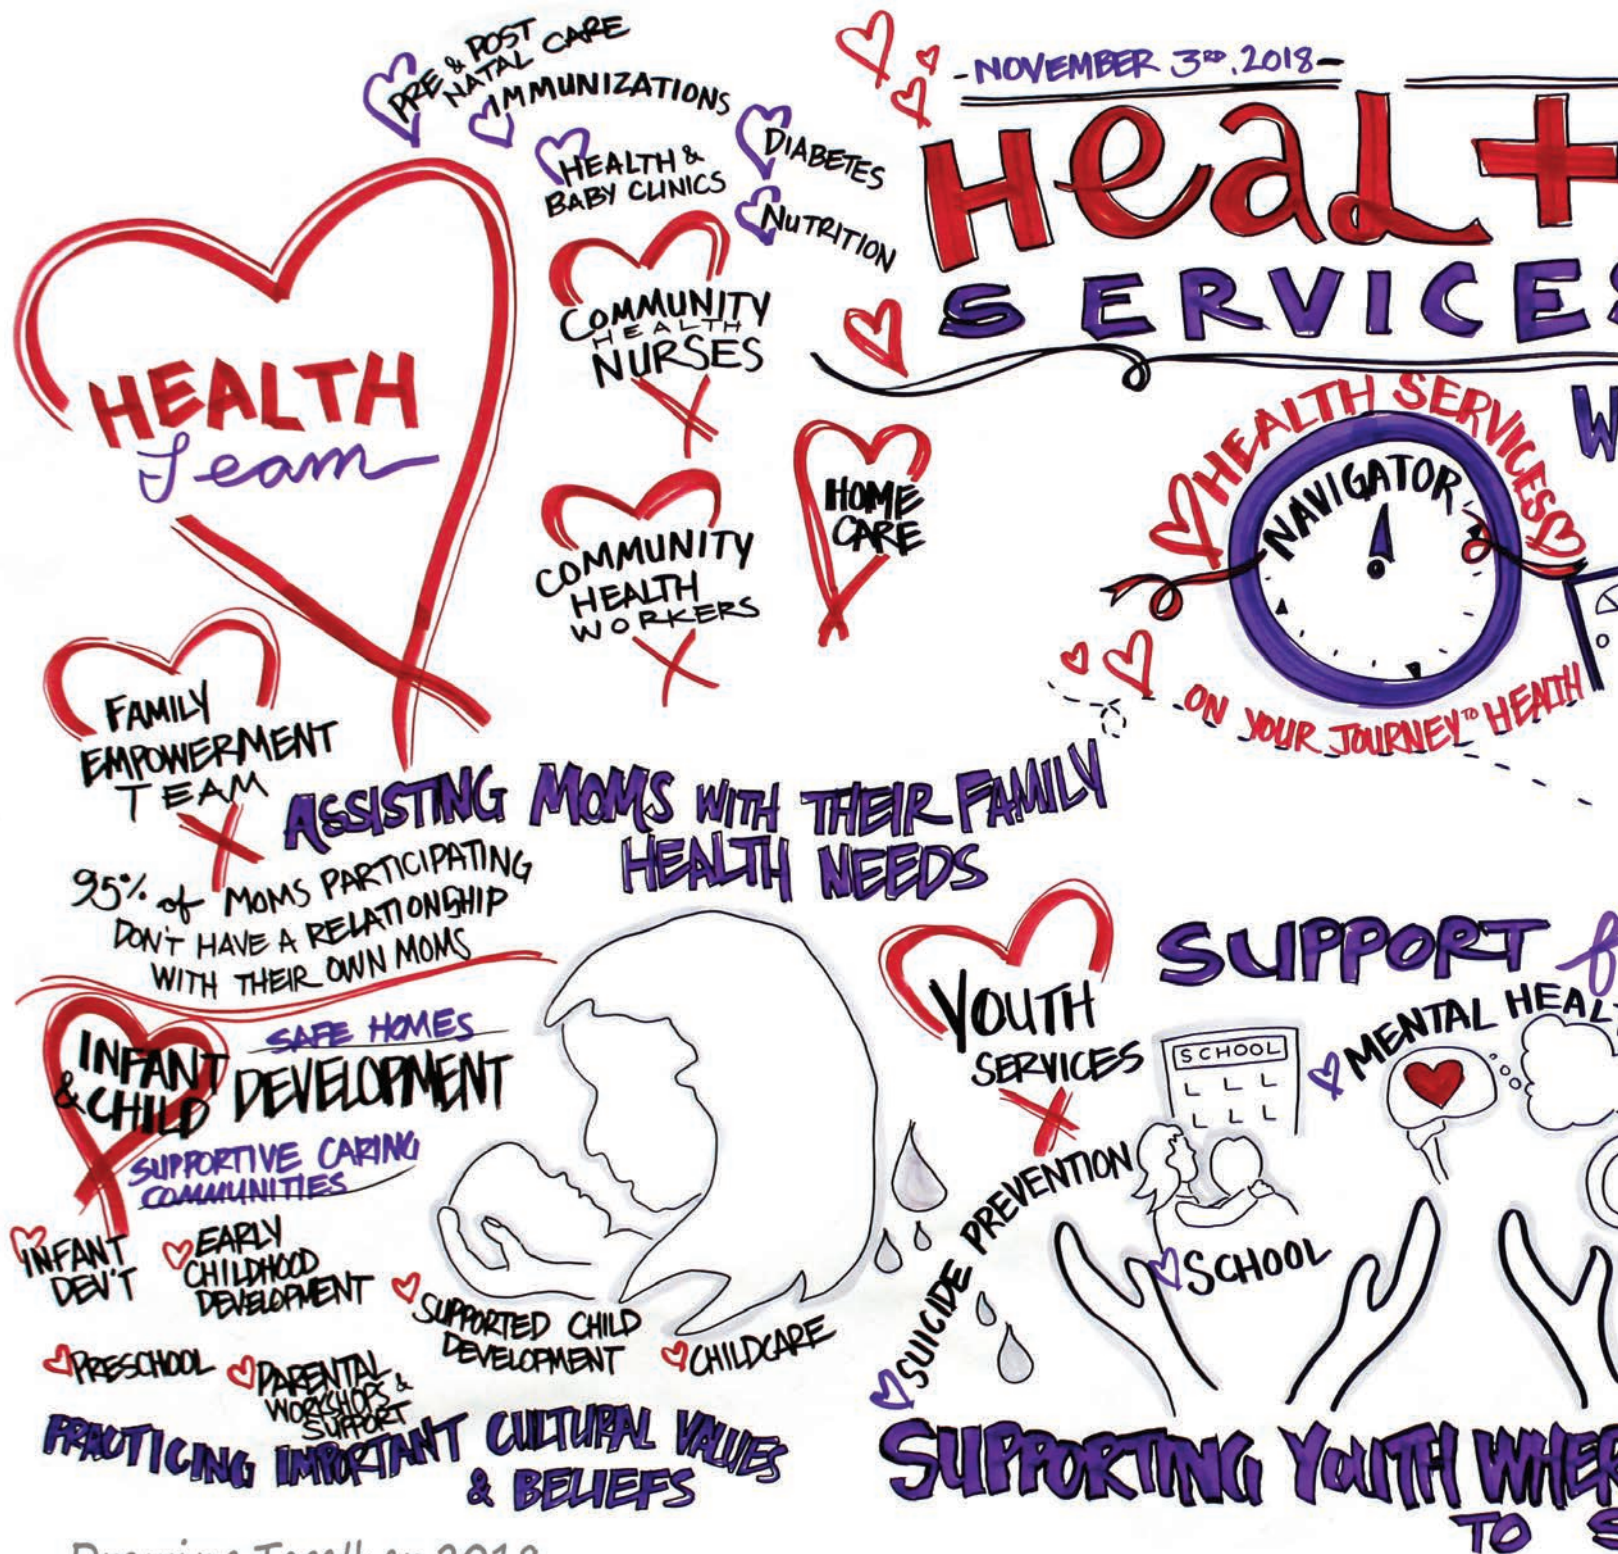 PRE & POST
NATAL CARE
IMMUNIZATIONS
HEALTH &
BABY CLINICS
DIABETES
NUTRITION
-NOVEMBER 3RD, 2018-
HEAL+
SERVICES
HEALTH
Team
COMMUNITY
HEALTH
NURSES
COMMUNITY
HEALTH
WORKERS
HOME
CARE
HEALTH SERVICES
NAVIGATOR
ON YOUR JOURNEY TO HEALTH
FAMILY
EMPOWERMENT
TEAM
ASSISTING MOMS WITH THEIR FAMILY
HEALTH NEEDS
95% of MOMS PARTICIPATING
DON'T HAVE A RELATIONSHIP
WITH THEIR OWN MOMS
INFANT
& CHILD
DEVELOPMENT
SAFE HOMES
SUPPORTIVE CARING
COMMUNITIES
INFANT
DEV'T
EARLY
CHILDHOOD
DEVELOPMENT
SUPPORTED CHILD
DEVELOPMENT
CHILDCARE
PRESCHOOL
PARENTAL
WORKSHOPS &
SUPPORT
PRACTICING IMPORTANT CULTURAL VALUES
& BELIEFS
YOUTH
SERVICES
SUPPORT
SCHOOL
MENTAL HEAL
SUICIDE PREVENTION
SCHOOL
SUPPORTING YOUTH WHER
TO S